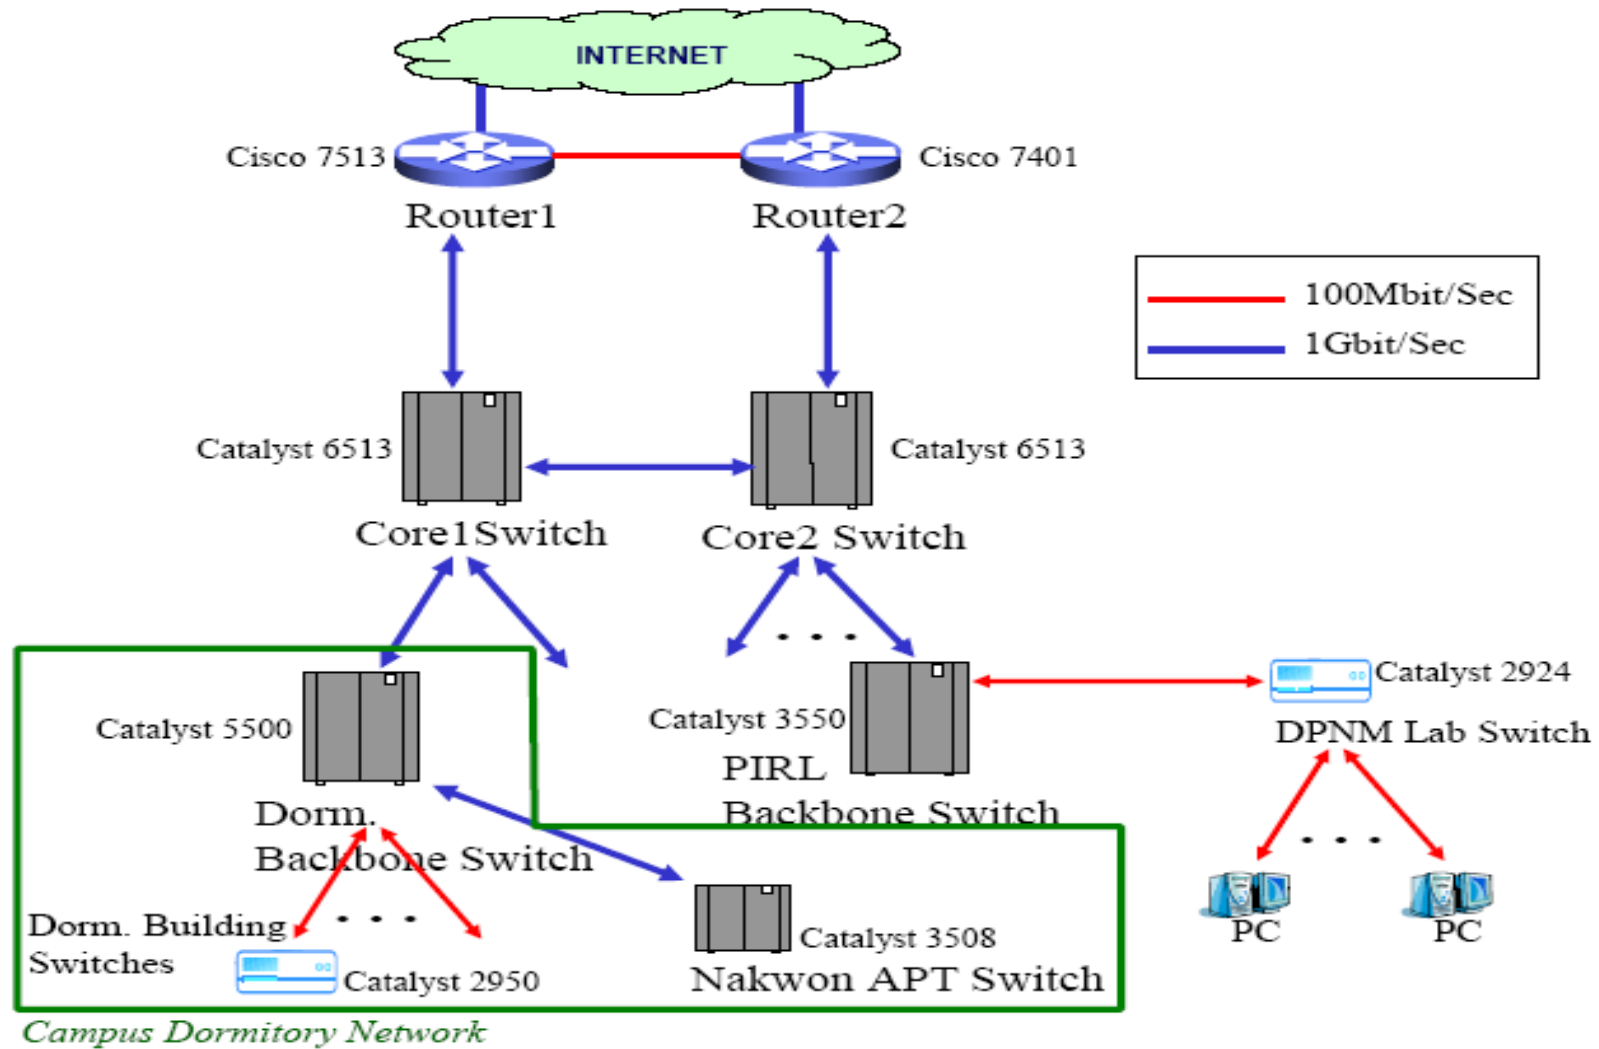 INTERNET
Cisco 7513
Cisco 7401
Router1
Router2
100Mbit/Sec
1Gbit/Sec
Catalyst 6513
Catalyst 6513
Core1Switch
Core2 Switch
Catalyst 5500
Catalyst 3550
Catalyst 2924
DPNM Lab Switch
PIRL
Backbone Switch
Dorm.
Backbone Switch
Dorm. Building
Switches
Catalyst 2950
Catalyst 3508
Nakwon APT Switch
PC
PC
Campus Dormitory Network